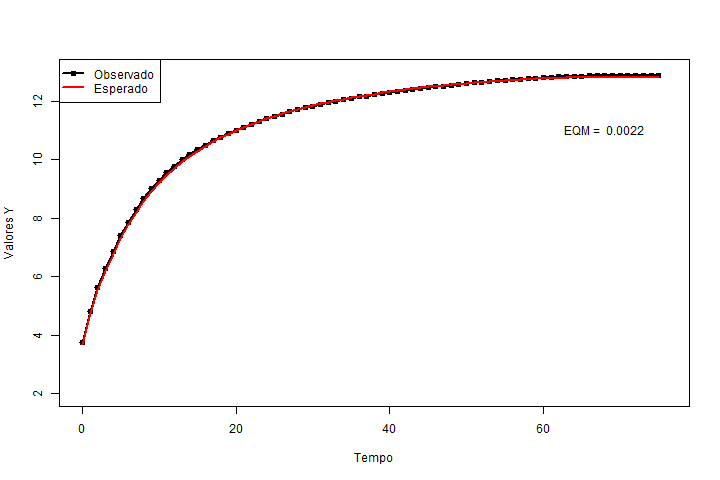 Observado
Esperado
EQM = 0.0022
Valores Y
12
10
8
6
4
2
0
20
40
60
Tempo